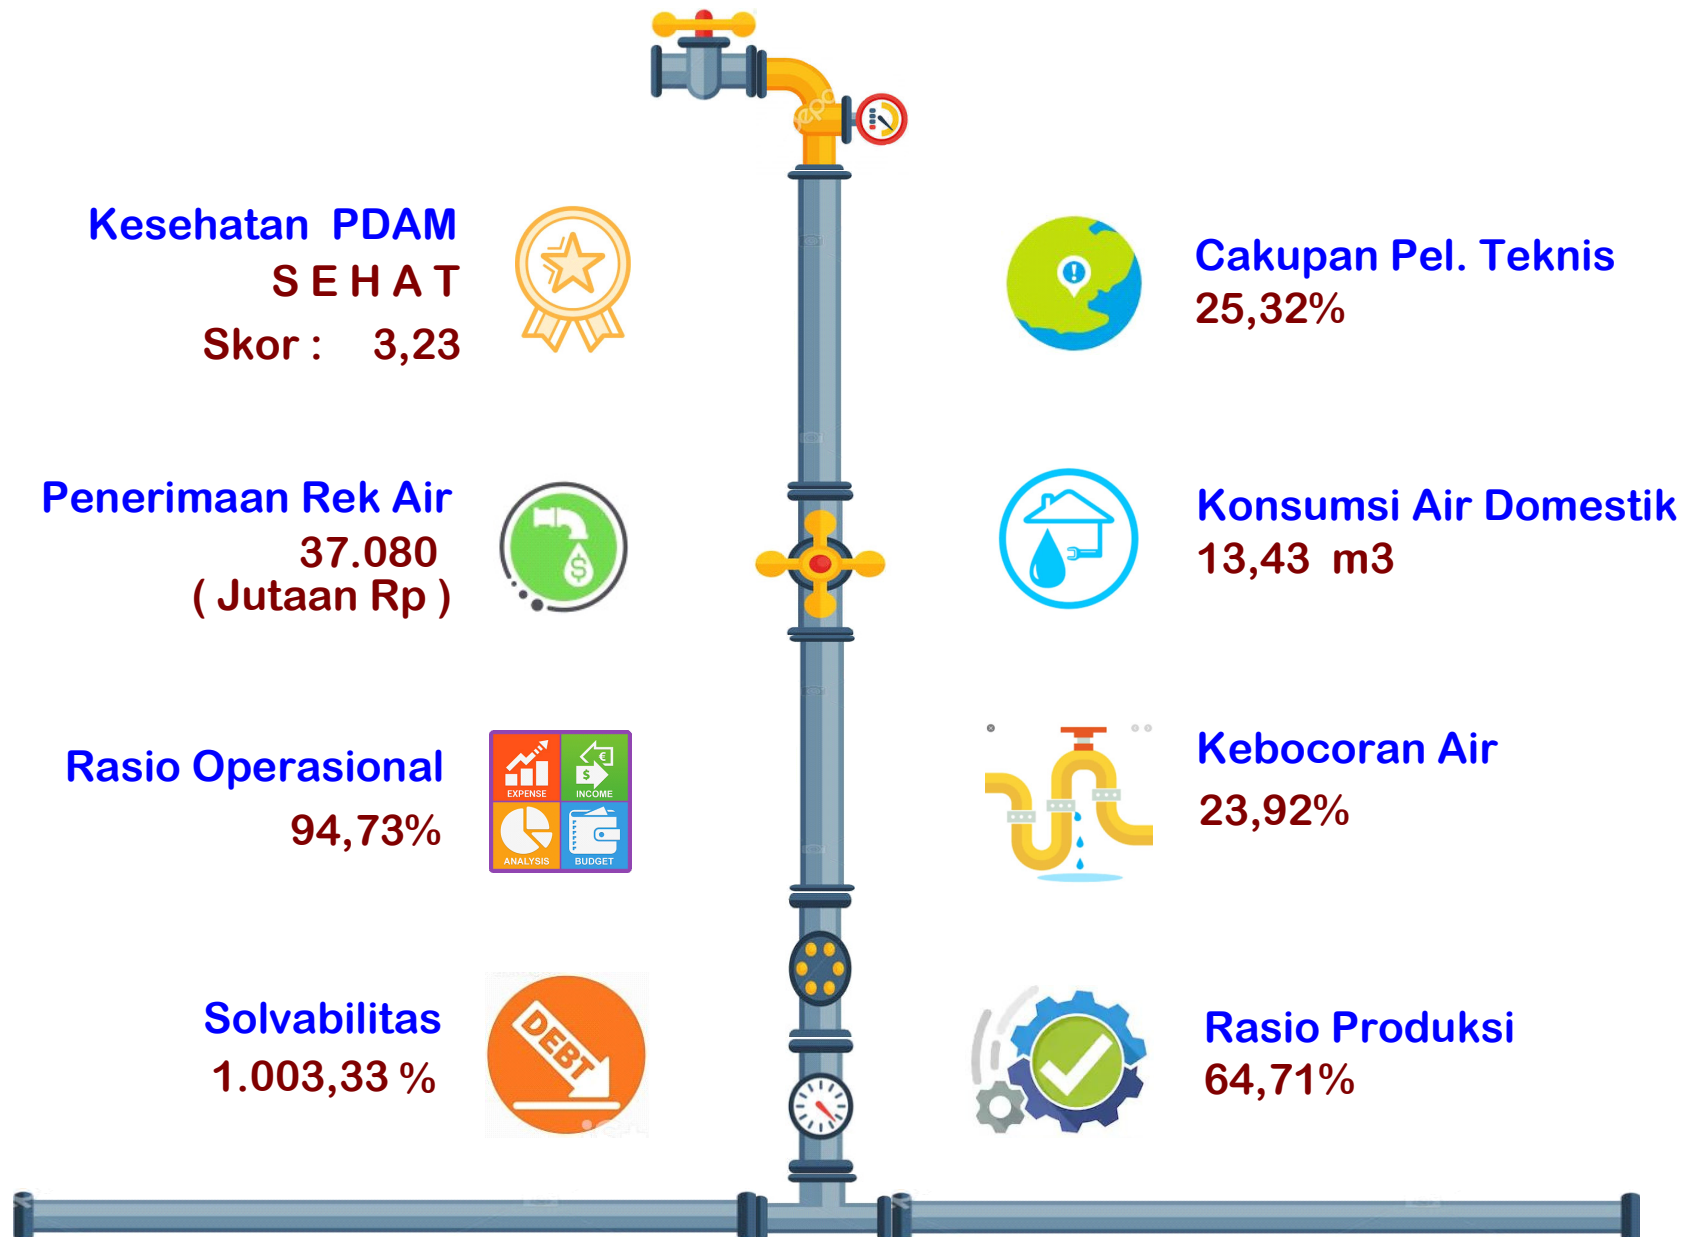 Kesehatan PDAM
S E H A T
Skor : 3,23
Penerimaan Rek Air
37.080
( Jutaan Rp )
Rasio Operasional
94,73%
EXPENSE
INCOME
ANALYSIS
BUDGET
Solvabilitas
1.003,33 %
DEBT
Cakupan Pel. Teknis
25,32%
Konsumsi Air Domestik
13,43 m3
Kebocoran Air
23,92%
Rasio Produksi
64,71%